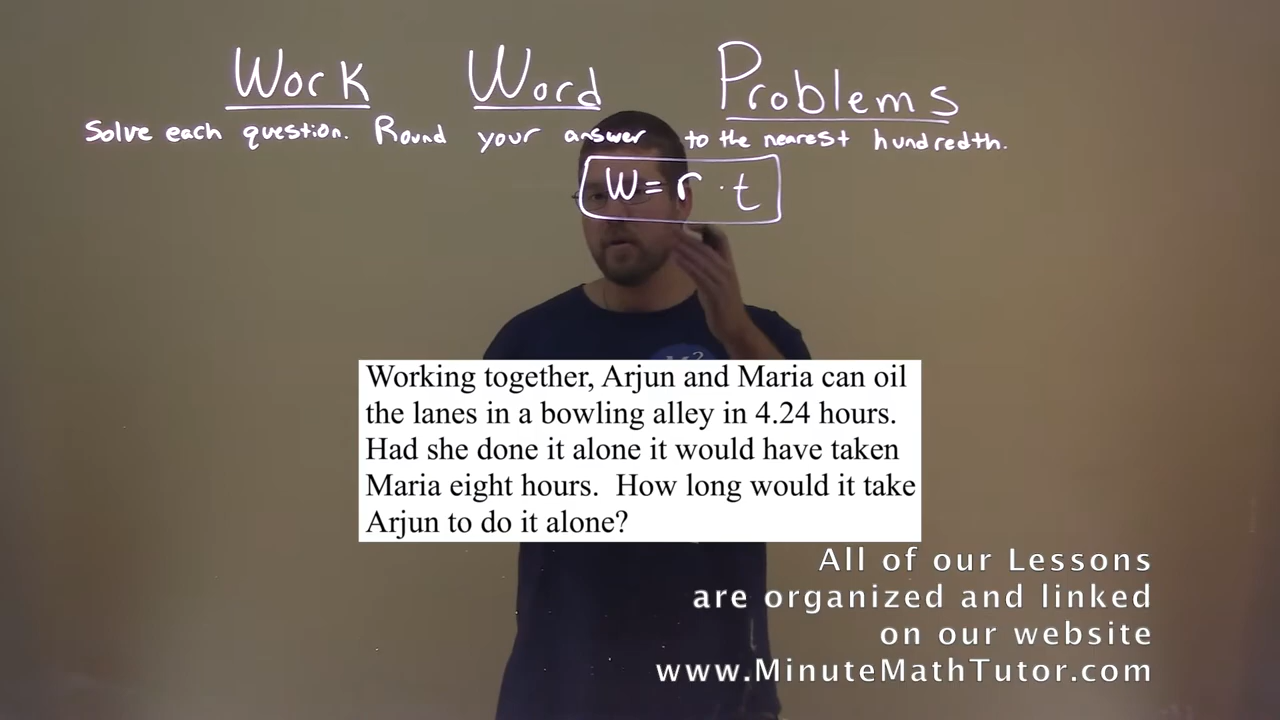 Work Word Problems
Solve each question. Round your answer to the nearest hundredth.
W = r · t
Working together, Arjun and Maria can oil
the lanes in a bowling alley in 4.24 hours.
Had she done it alone it would have taken
Maria eight hours. How long would it take
Arjun to do it alone?
All of our Lessons
are organized and linked
on our website
www.MinuteMathTutor.com